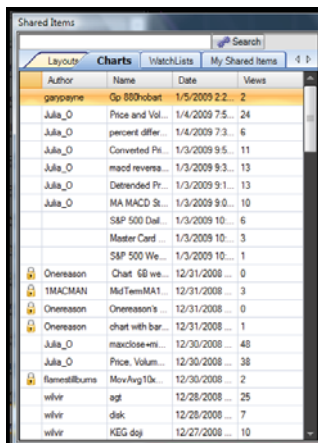 Shared Items
Search
Layouts Charts WatchLists My Shared Items
Author Name Date Views
garypayne Gp 880hobart 1/5/2009 2:2... 2
Julia_O Price and Vol... 1/4/2009 7:5... 24
Julia_O percent differ... 1/4/2009 7:3... 6
Julia_O Converted Pri... 1/3/2009 9:5... 11
Julia_O macd reversa... 1/3/2009 9:3... 13
Julia_O Detrended Pr... 1/3/2009 9:1... 13
Julia_O MA MACD St... 1/3/2009 9:0... 10
S&P 500 Dail... 1/3/2009 10:... 6
Master Card ... 1/3/2009 10:... 3
S&P 500 We... 1/3/2009 10:... 1
Onereason Chart 6B we... 12/31/2008 ... 0
1MACMAN MidTermMA1... 12/31/2008 ... 3
Onereason Onereason's ... 12/31/2008 ... 0
Onereason chart with bar... 12/31/2008 ... 1
Julia_O maxclose+mi... 12/30/2008 ... 48
Julia_O Price, Volum... 12/30/2008 ... 38
flamestillburns MovAvg10x... 12/30/2008 ... 2
wilvir agt 12/28/2008 ... 25
wilvir disk 12/28/2008 ... 7
wilvir KEG doji 12/27/2008 ... 10